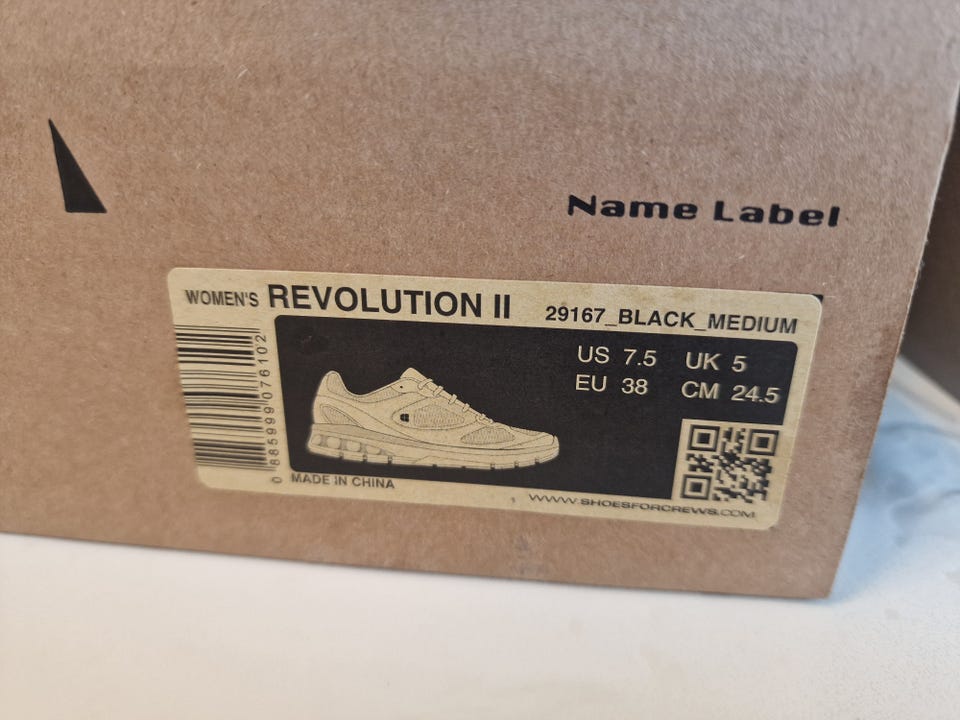 Name Label
WOMEN'S REVOLUTION II 29167_BLACK_MEDIUM
US 7.5 UK 5
EU 38 CM 24.5
0 885999 076102
MADE IN CHINA
WWW.SHOESFORCREWS.COM